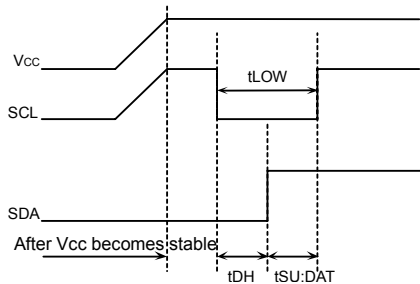 Vcc
tLOW
SCL
SDA
After Vcc becomes stable
tDH
tSU:DAT